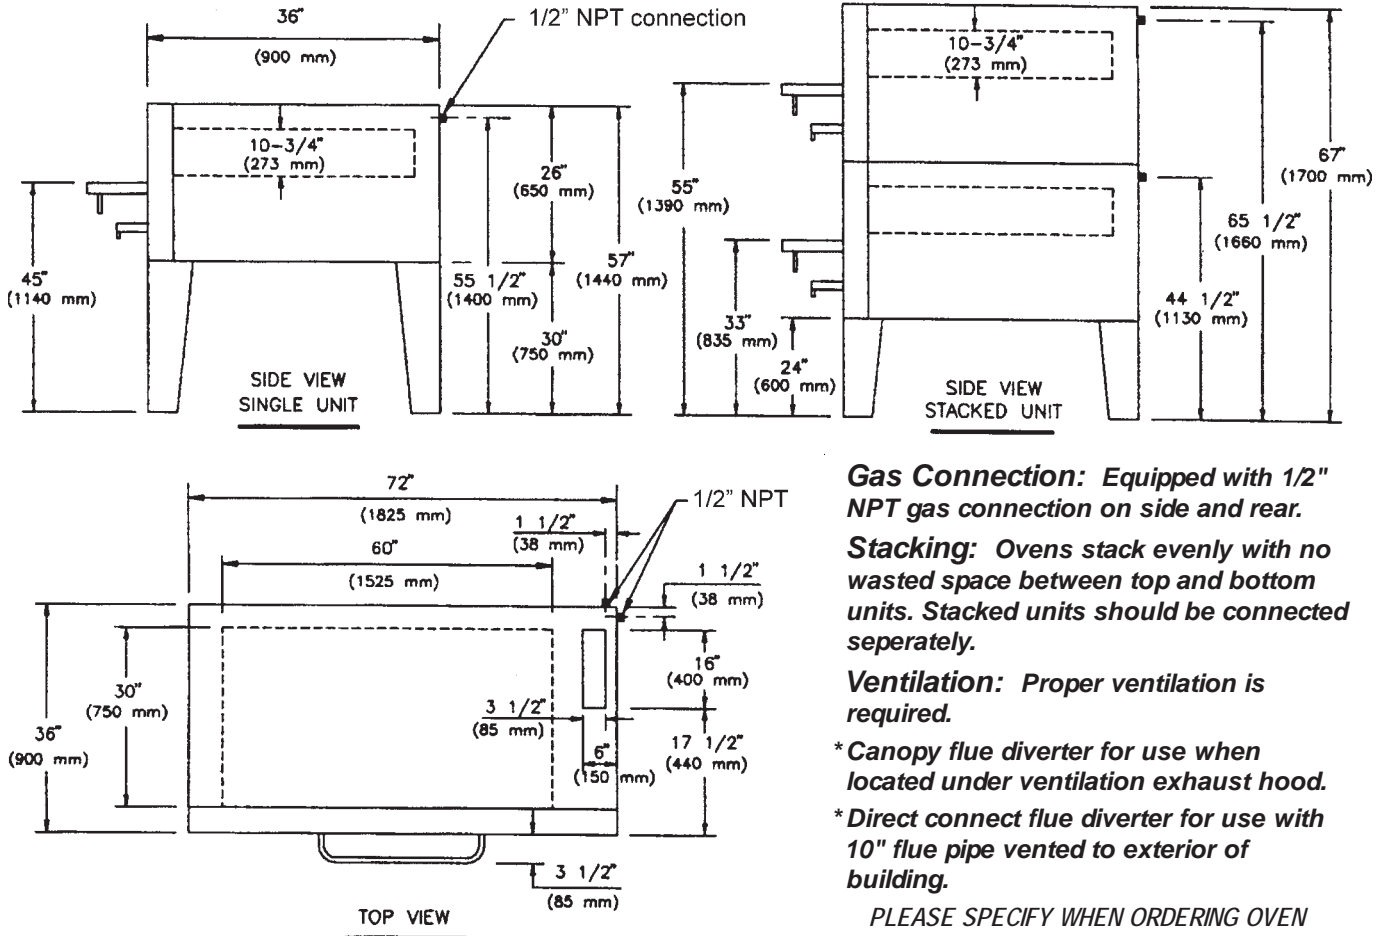 36"
(900 mm)
1/2” NPT connection
10-3/4"
(273 mm)
26"
(650 mm)
57"
(1440 mm)
55 1/2"
(1400 mm)
30"
(750 mm)
45"
(1140 mm)
SIDE VIEW
SINGLE UNIT
10-3/4"
(273 mm)
67"
(1700 mm)
55"
(1390 mm)
65 1/2"
(1660 mm)
44 1/2"
(1130 mm)
33"
(835 mm)
24"
(600 mm)
SIDE VIEW
STACKED UNIT
72"
(1825 mm)
1/2” NPT
1 1/2"
(38 mm)
60"
(1525 mm)
1 1/2"
(38 mm)
16"
(400 mm)
30"
(750 mm)
3 1/2"
(85 mm)
36"
(900 mm)
17 1/2"
(440 mm)
6"
(150 mm)
3 1/2"
(85 mm)
TOP VIEW
Gas Connection: Equipped with 1/2"
NPT gas connection on side and rear.
Stacking: Ovens stack evenly with no
wasted space between top and bottom
units. Stacked units should be connected
seperately.
Ventilation: Proper ventilation is
required.
*Canopy flue diverter for use when
located under ventilation exhaust hood.
*Direct connect flue diverter for use with
10" flue pipe vented to exterior of
building.
PLEASE SPECIFY WHEN ORDERING OVEN